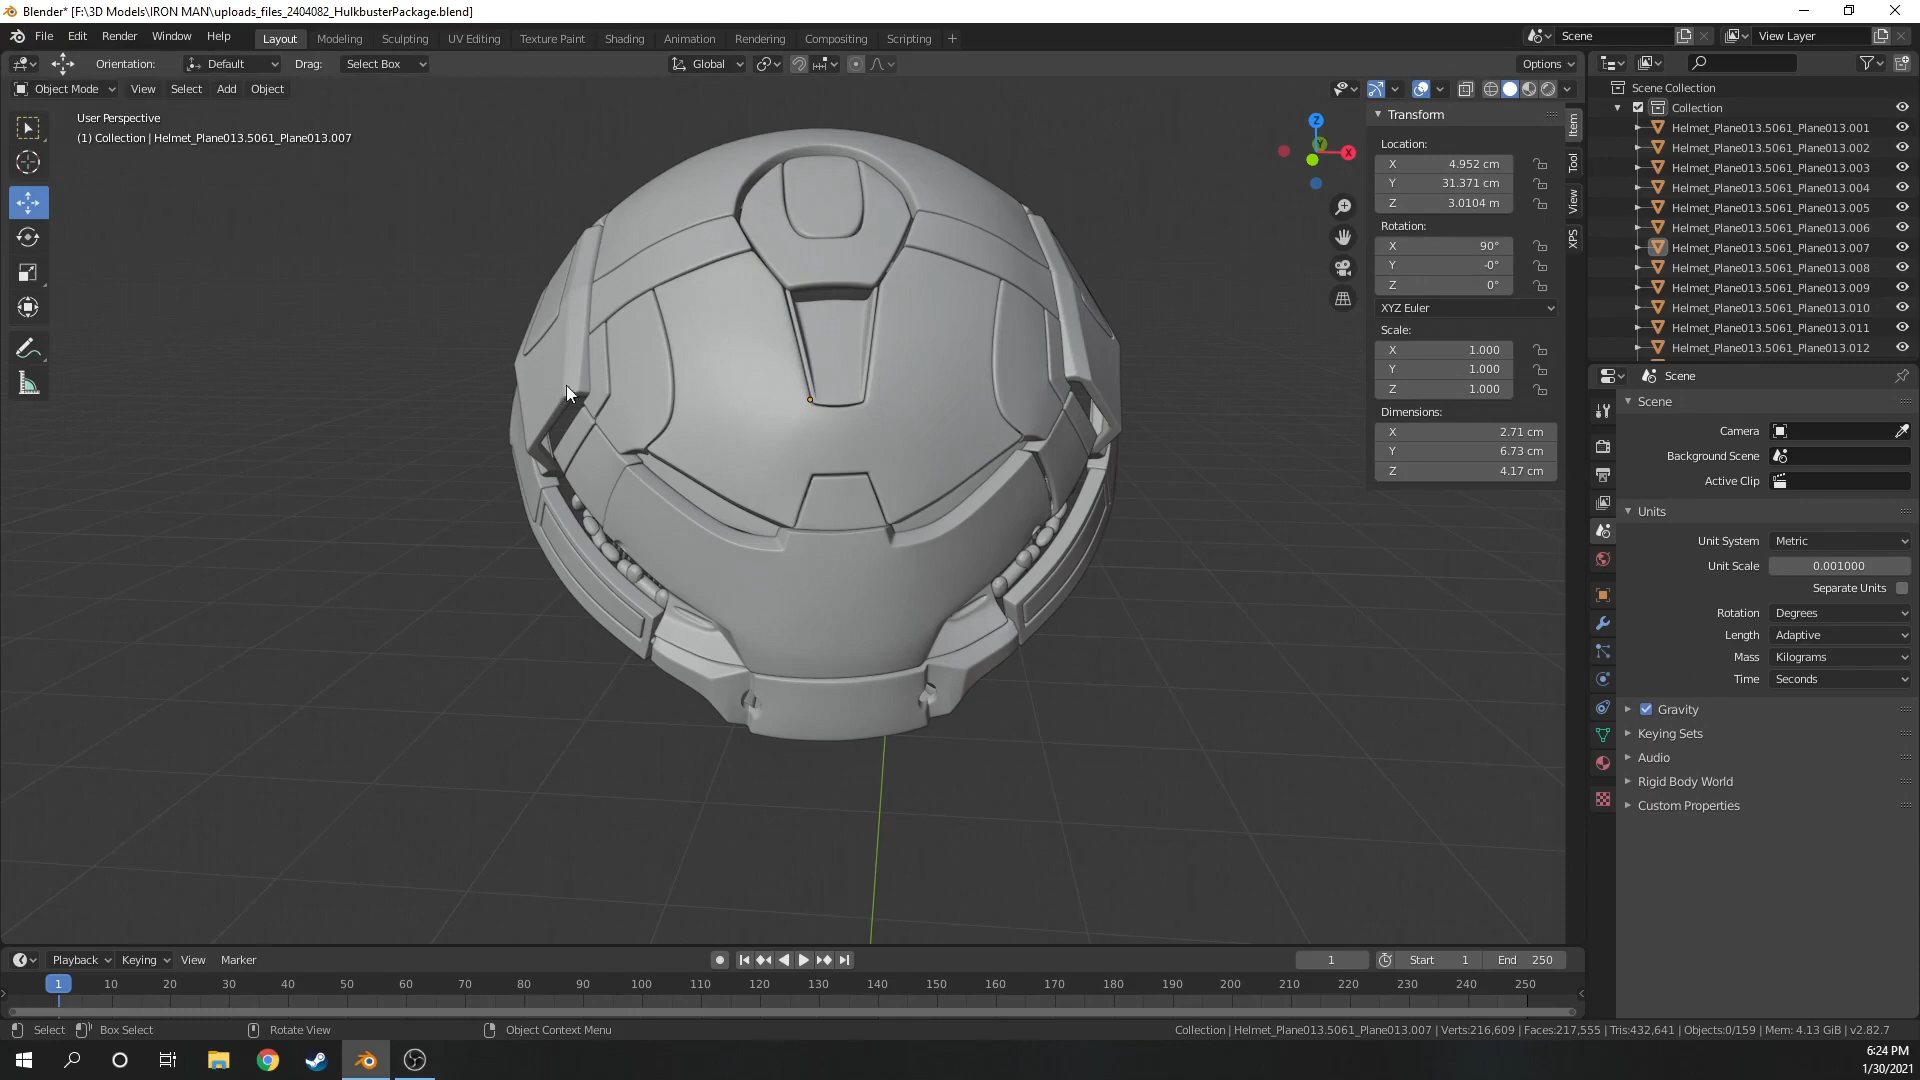 Blender* [F:\3D Models\IRON MAN\uploads_files_2404082_HulkbusterPackage.blend]
File Edit Render Window Help Layout Modeling Sculpting UV Editing Texture Paint Shading Animation Rendering Compositing Scripting + Scene View Layer
Orientation: Default Drag: Select Box Global Options
Object Mode View Select Add Object
User Perspective
(1) Collection | Helmet_Plane013.5061_Plane013.007
Z
Y
X
Transform
Location:
X 4.952 cm
Y 31.371 cm
Z 3.0104 m
Rotation:
X 90°
Y -0°
Z 0°
XYZ Euler
Scale:
X 1.000
Y 1.000
Z 1.000
Dimensions:
X 2.71 cm
Y 6.73 cm
Z 4.17 cm
Item
Tool
View
XPS
Scene Collection
Collection
Helmet_Plane013.5061_Plane013.001
Helmet_Plane013.5061_Plane013.002
Helmet_Plane013.5061_Plane013.003
Helmet_Plane013.5061_Plane013.004
Helmet_Plane013.5061_Plane013.005
Helmet_Plane013.5061_Plane013.006
Helmet_Plane013.5061_Plane013.007
Helmet_Plane013.5061_Plane013.008
Helmet_Plane013.5061_Plane013.009
Helmet_Plane013.5061_Plane013.010
Helmet_Plane013.5061_Plane013.011
Helmet_Plane013.5061_Plane013.012
Scene
Scene
Camera
Background Scene
Active Clip
Units
Unit System Metric
Unit Scale 0.001000
Separate Units
Rotation Degrees
Length Adaptive
Mass Kilograms
Time Seconds
Gravity
Keying Sets
Audio
Rigid Body World
Custom Properties
Playback Keying View Marker 1 Start 1 End 250
1 10 20 30 40 50 60 70 80 90 100 110 120 130 140 150 160 170 180 190 200 210 220 230 240 250
Select Box Select Rotate View Object Context Menu Collection | Helmet_Plane013.5061_Plane013.007 | Verts:216,609 | Faces:217,555 | Tris:432,641 | Objects:0/159 | Mem: 4.13 GiB | v2.82.7
6:24 PM
1/30/2021